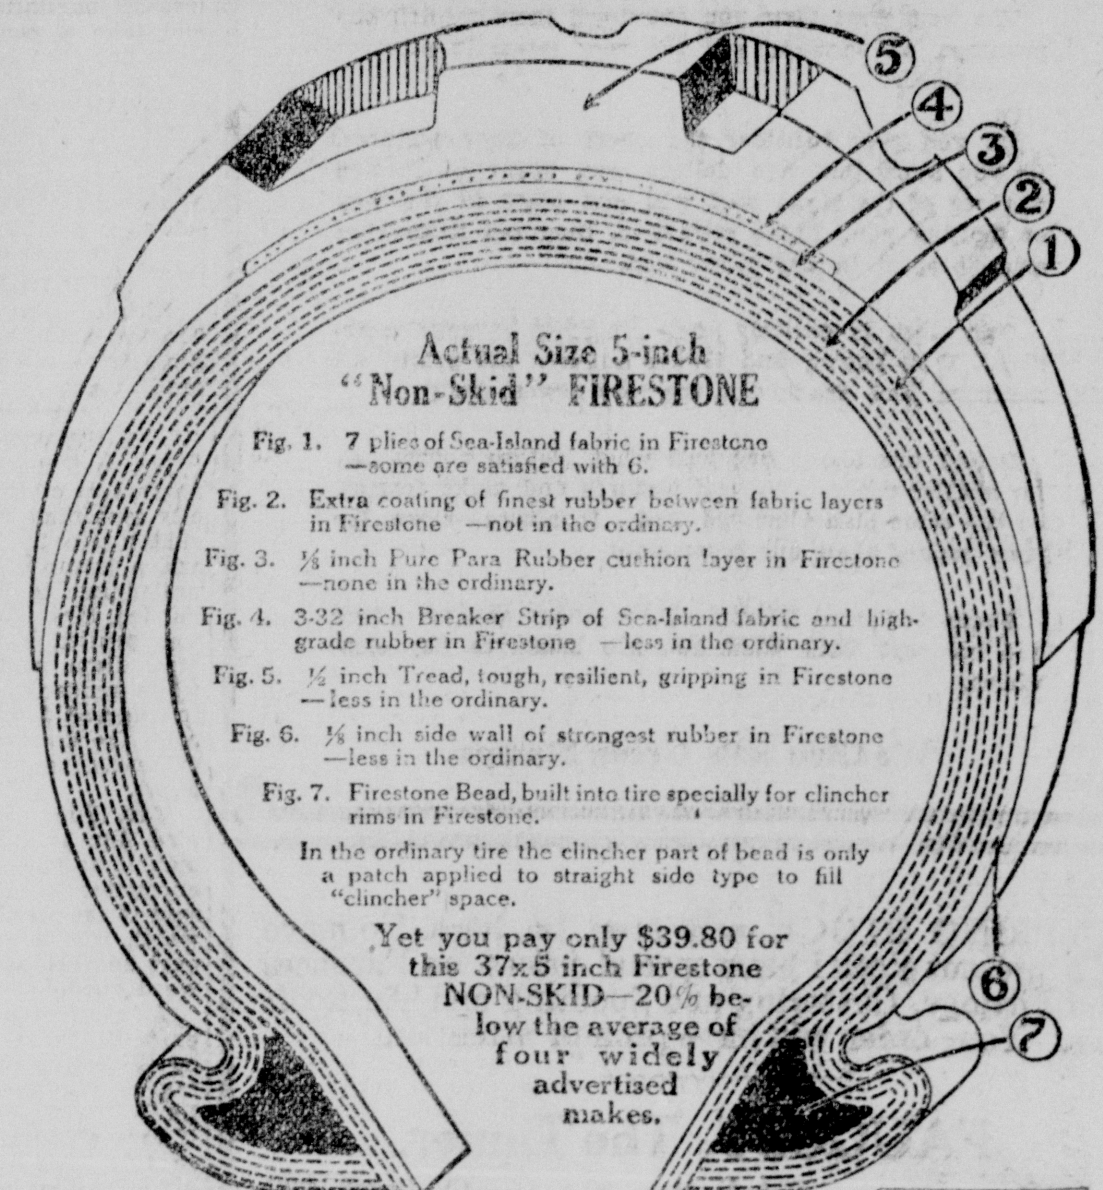 5
4
3
2
1
Actual Size 5-inch
"Non-Skid" FIRESTONE
Fig. 1. 7 plies of Sea-Island fabric in Firestone
—some are satisfied with 6.
Fig. 2. Extra coating of finest rubber between fabric layers
in Firestone —not in the ordinary.
Fig. 3. ⅛ inch Pure Para Rubber cushion layer in Firestone
—none in the ordinary.
Fig. 4. 3-32 inch Breaker Strip of Sea-Island fabric and high-
grade rubber in Firestone —less in the ordinary.
Fig. 5. ½ inch Tread, tough, resilient, gripping in Firestone
—less in the ordinary.
Fig. 6. ⅛ inch side wall of strongest rubber in Firestone
—less in the ordinary.
Fig. 7. Firestone Bead, built into tire specially for clincher
rims in Firestone.
In the ordinary tire the clincher part of bead is only
a patch applied to straight side type to fill
"clincher" space.
Yet you pay only $39.80 for
this 37x5 inch Firestone
NON-SKID—20% be-
low the average of
four widely
advertised
makes.
6
7